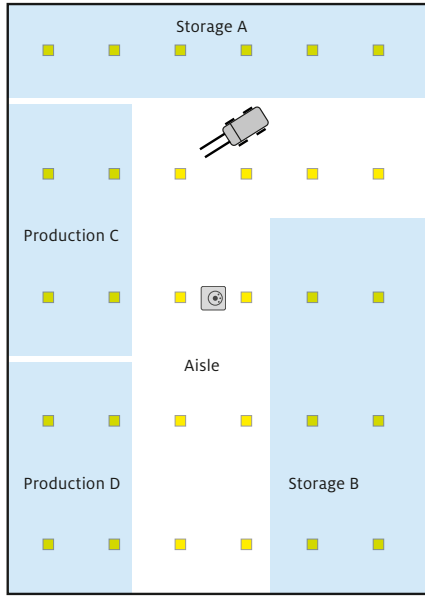 Storage A
Production C
Aisle
Production D
Storage B